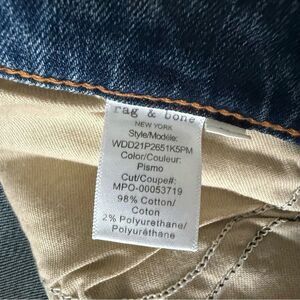 rag & bone
NEW YORK
Style/Modèle:
WDD21P2651K5PM
Color/Couleur:
Pismo
Cut/Coupe#:
MPO-00053719
98% Cotton/
Coton
2% Polyurethane/
Polyuréthane